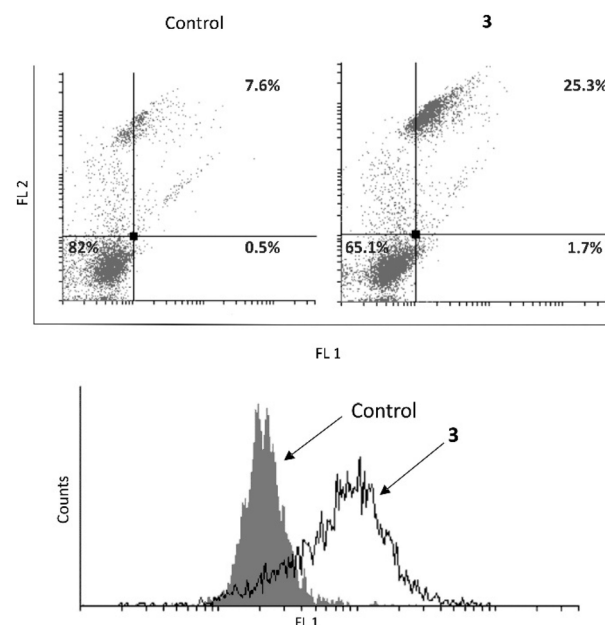 Control 3
7.6% 25.3%
FL 2
82% 0.5% 65.1% 1.7%
FL 1
Control
3
Counts
FL 1